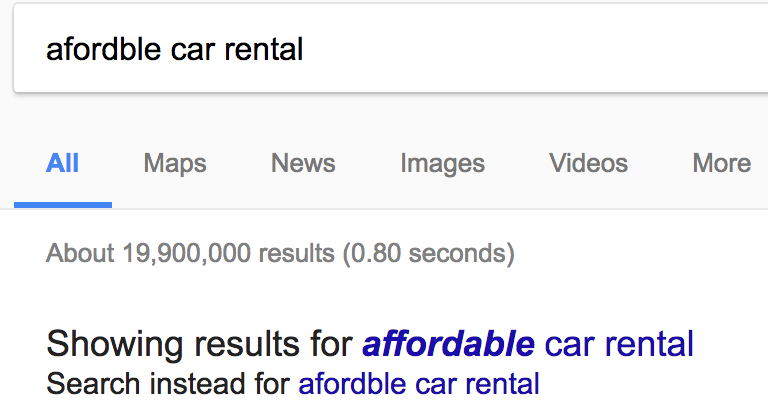 afordble car rental
All Maps News Images Videos More
About 19,900,000 results (0.80 seconds)
Showing results for affordable car rental
Search instead for afordble car rental